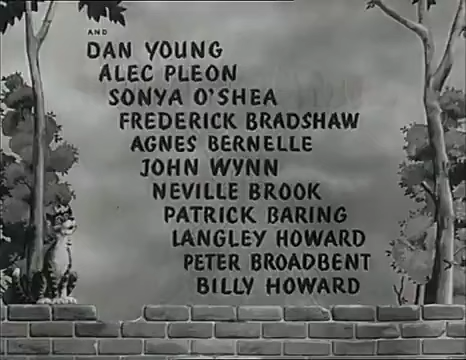 AND
DAN YOUNG
ALEC PLEON
SONYA O'SHEA
FREDERICK BRADSHAW
AGNES BERNELLE
JOHN WYNN
NEVILLE BROOK
PATRICK BARING
LANGLEY HOWARD
PETER BROADBENT
BILLY HOWARD